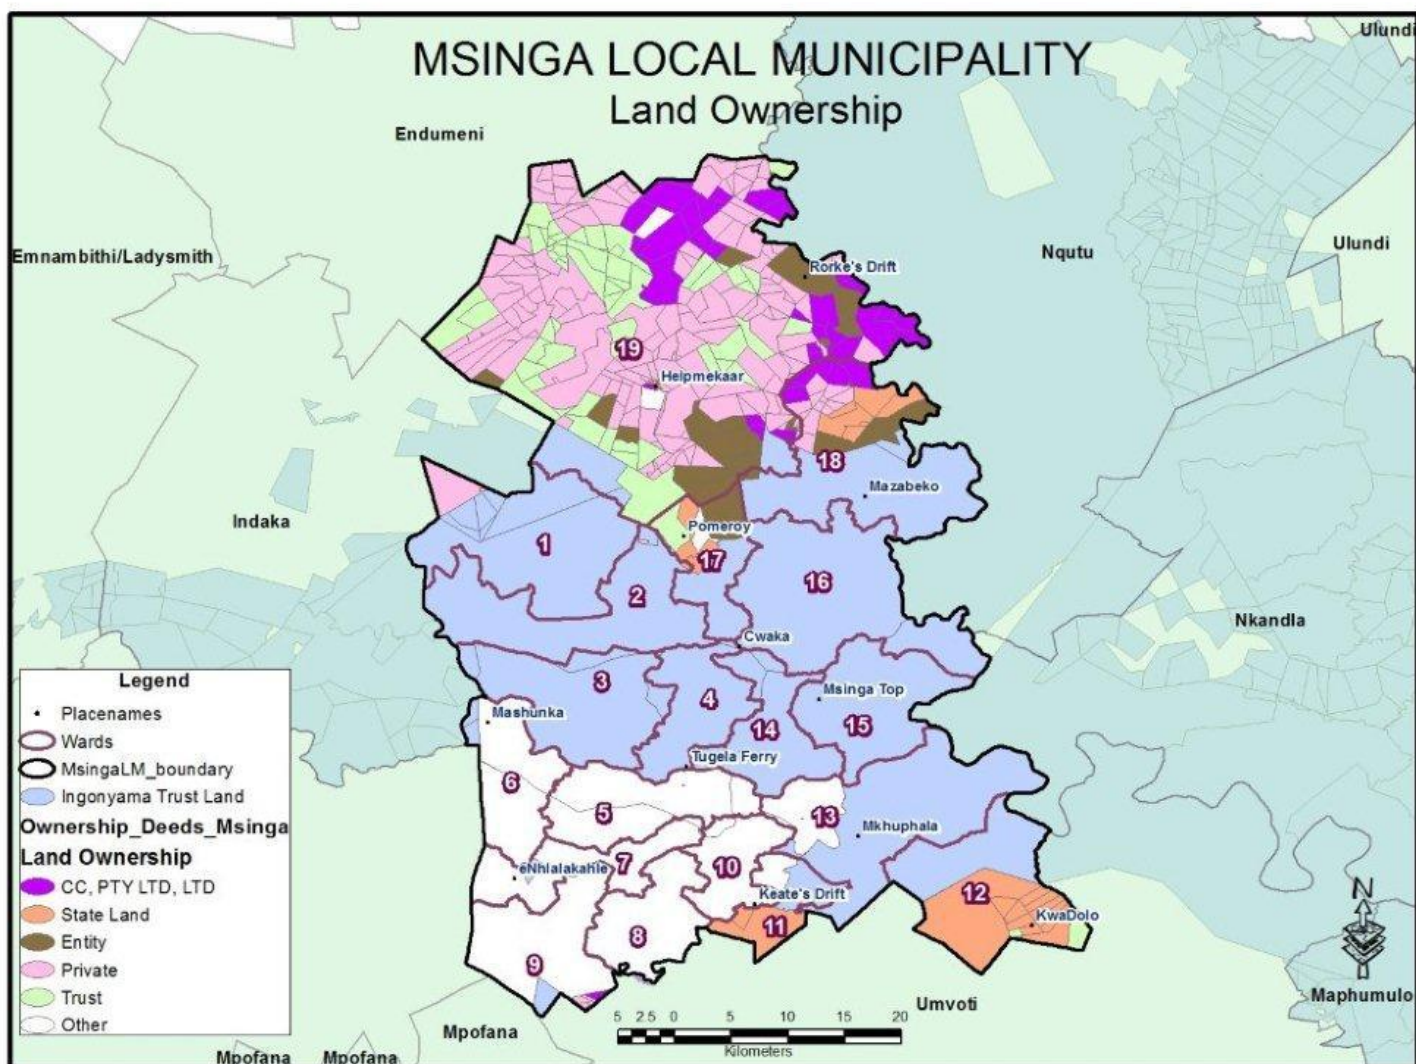 MSINGA LOCAL MUNICIPALITY
Land Ownership
Ulundi
Endumeni
Emnambithi/Ladysmith
Nqutu
Ulundi
Rorke's Drift
19
Helpmekaar
18
Mazabeko
Indaka
Pomeroy
1
17
16
2
Nkandla
Cwaka
3
4
Msinga Top
15
Mashunka
14
Tugela Ferry
6
5
13
Mkhuphala
7
10
eNhlalakahle
12
Keate's Drift
11
KwaDolo
8
9
Legend
Placenames
Wards
MsingaLM_boundary
Ingonyama Trust Land
Ownership_Deeds_Msinga
Land Ownership
CC, PTY LTD, LTD
State Land
Entity
Private
Trust
Other
N
Maphumulo
Umvoti
Mpofana
Mpofana Mpofana
5 2.5 0 5 10 15 20
Kilometers